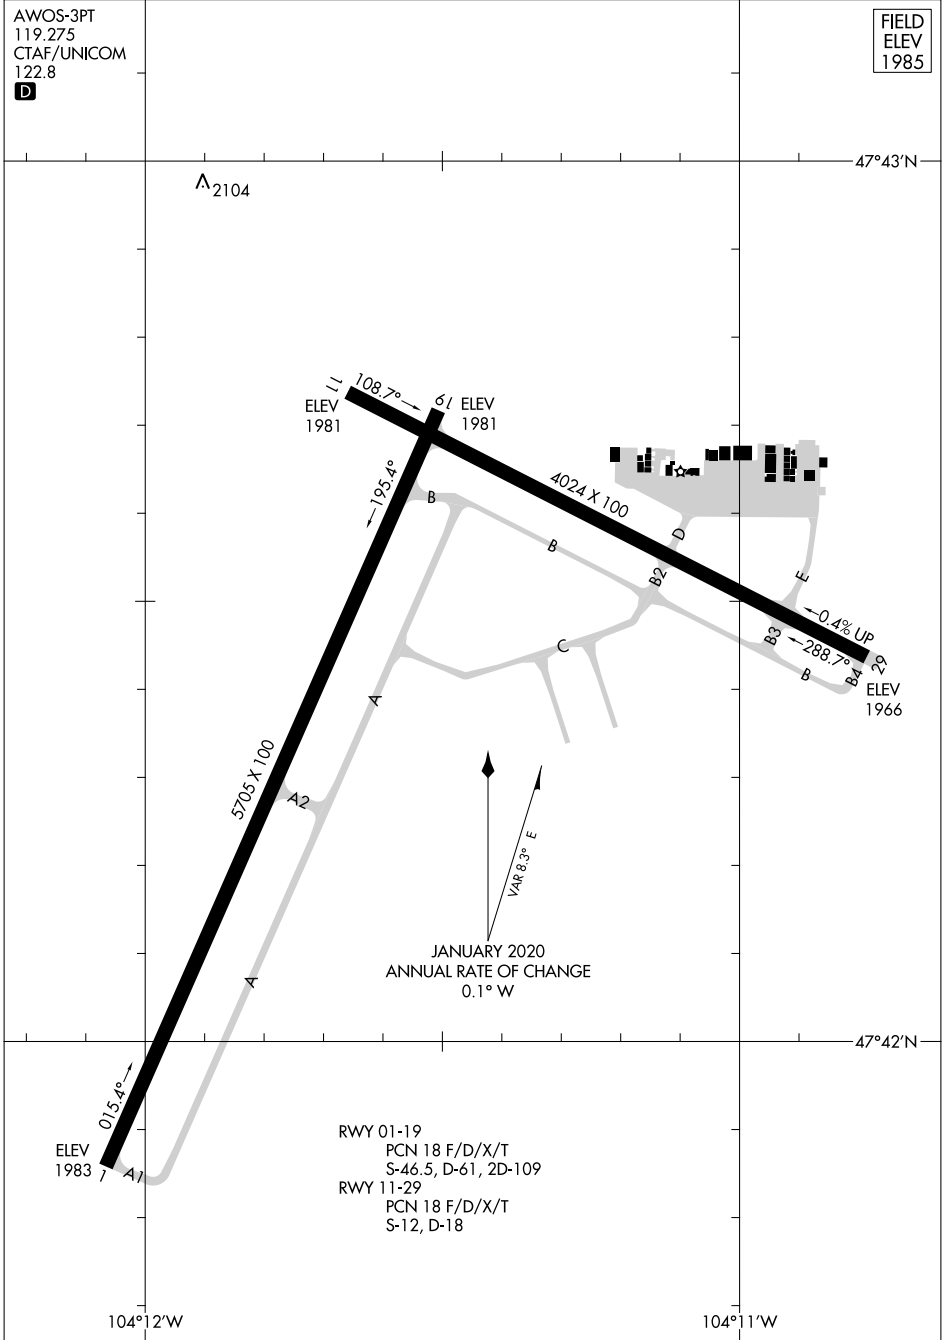 AWOS-3PT
119.275
CTAF/UNICOM
122.8
D
FIELD
ELEV
1985
47°43'N
2104
11
108.7°
ELEV
1981
19
ELEV
1981
195.4°
4024 X 100
B
B
D
B2
E
0.4% UP
B3
288.7°
29
B
B4
ELEV
1966
C
A
5705 X 100
A2
VAR 8.3° E
JANUARY 2020
ANNUAL RATE OF CHANGE
0.1° W
A
47°42'N
015.4°
ELEV
1983
1
A1
RWY 01-19
PCN 18 F/D/X/T
S-46.5, D-61, 2D-109
RWY 11-29
PCN 18 F/D/X/T
S-12, D-18
104°12'W
104°11'W